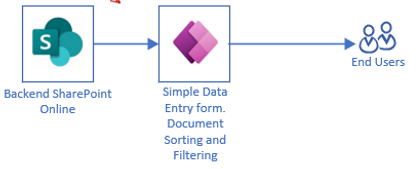 S
Backend SharePoint
Online
Simple Data
Entry form.
Document
Sorting and
Filtering
End Users